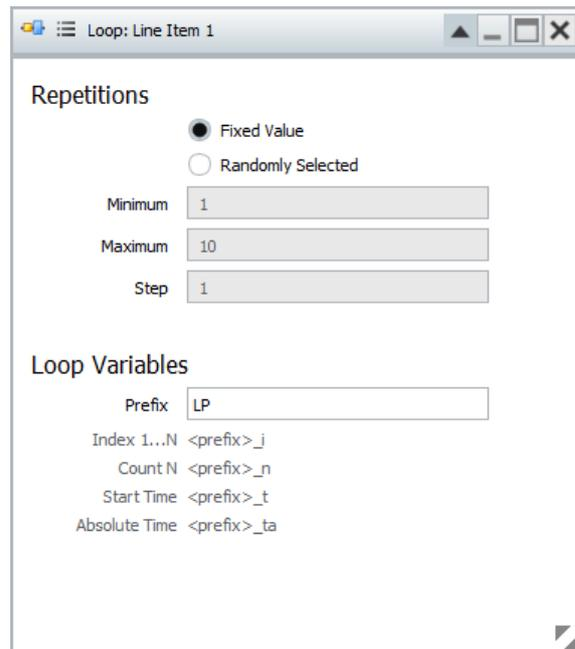 Loop: Line Item 1
Repetitions
Fixed Value
Randomly Selected
Minimum 1
Maximum 10
Step 1
Loop Variables
Prefix LP
Index 1...N <prefix>_i
Count N <prefix>_n
Start Time <prefix>_t
Absolute Time <prefix>_ta